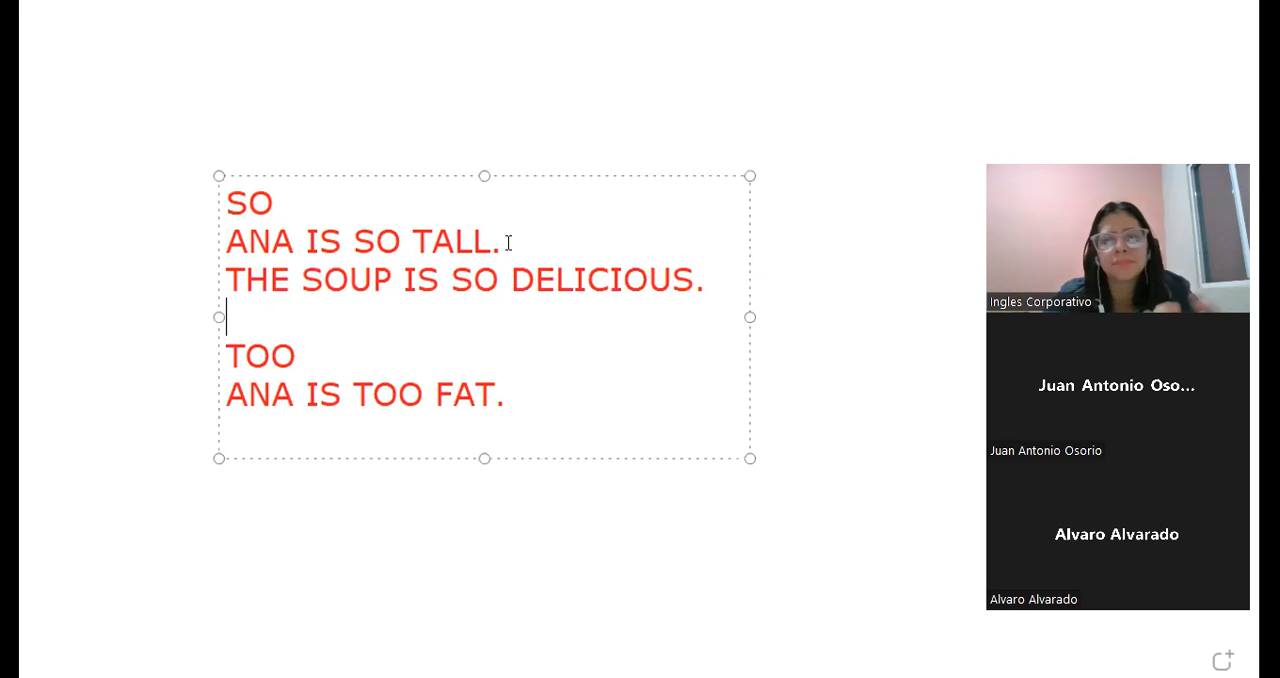 SO
ANA IS SO TALL.
THE SOUP IS SO DELICIOUS.
TOO
ANA IS TOO FAT.
Ingles Corporativo
Juan Antonio Oso...
Juan Antonio Osorio
Alvaro Alvarado
Alvaro Alvarado